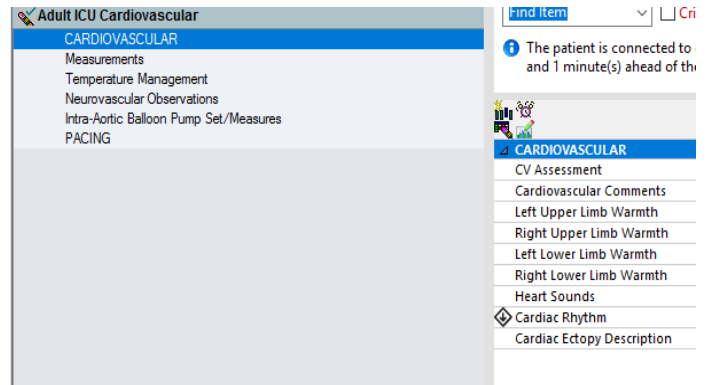 Adult ICU Cardiovascular
CARDIOVASCULAR
Measurements
Temperature Management
Neurovascular Observations
Intra-Aortic Balloon Pump Set/Measures
PACING
Find Item
Cri
The patient is connected to
and 1 minute(s) ahead of the
CARDIOVASCULAR
CV Assessment
Cardiovascular Comments
Left Upper Limb Warmth
Right Upper Limb Warmth
Left Lower Limb Warmth
Right Lower Limb Warmth
Heart Sounds
Cardiac Rhythm
Cardiac Ectopy Description